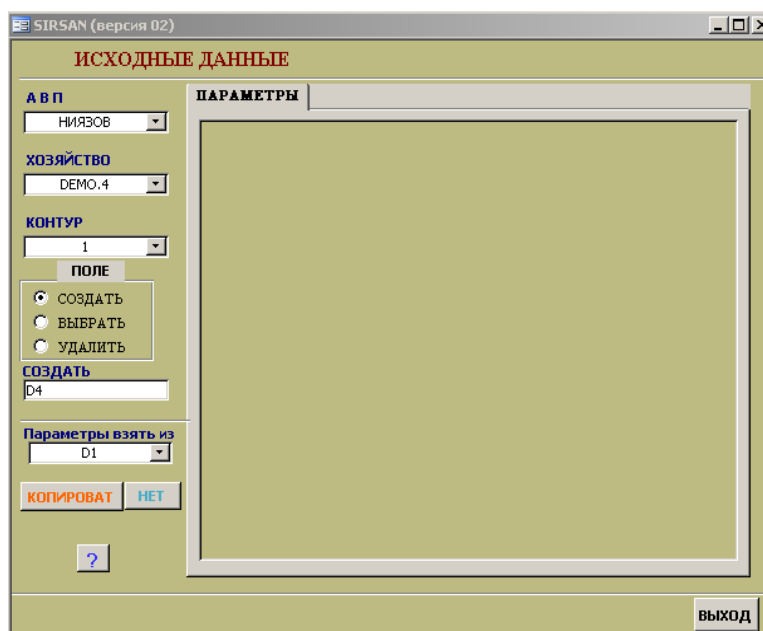 SIRSAN (версия 02)
ИСХОДНЫЕ ДАННЫЕ
А В П
НИЯЗОВ
ХОЗЯЙСТВО
DEMO.4
КОНТУР
1
ПОЛЕ
СОЗДАТЬ
ВЫБРАТЬ
УДАЛИТЬ
СОЗДАТЬ
D4
Параметры взять из
D1
КОПИРОВАТ НЕТ
?
ПАРАМЕТРЫ
ВЫХОД